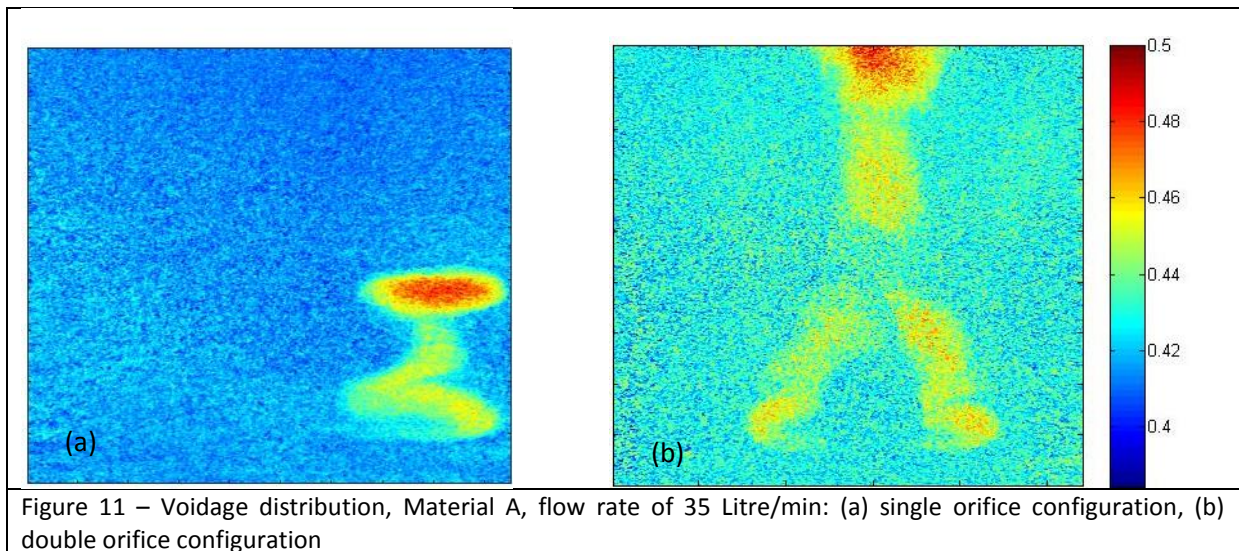 (a)
(b)
0.5
0.48
0.46
0.44
0.42
0.4
Figure 11 – Voidage distribution, Material A, flow rate of 35 Litre/min: (a) single orifice configuration, (b)
double orifice configuration